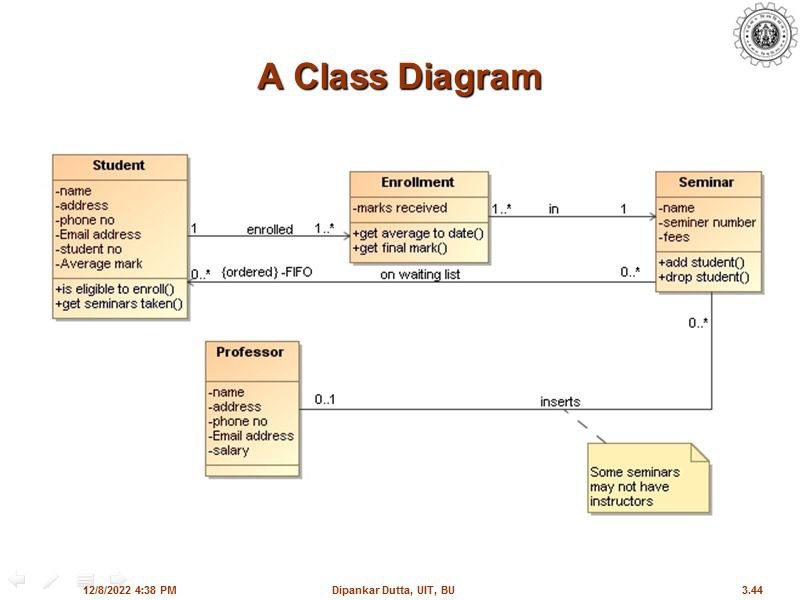 A Class Diagram
Student
-name
-address
-phone no
-Email address
-student no
-Average mark
+is eligible to enroll()
+get seminars taken()
1
enrolled
1..*
Enrollment
-marks received
+get average to date()
+get final mark()
1..*
in
1
Seminar
-name
-seminer number
-fees
+add student()
+drop student()
0..*
{ordered} -FIFO
on waiting list
0..*
0..*
Professor
-name
-address
-phone no
-Email address
-salary
0..1
inserts
Some seminars
may not have
instructors
12/8/2022 4:38 PM
Dipankar Dutta, UIT, BU
3.44